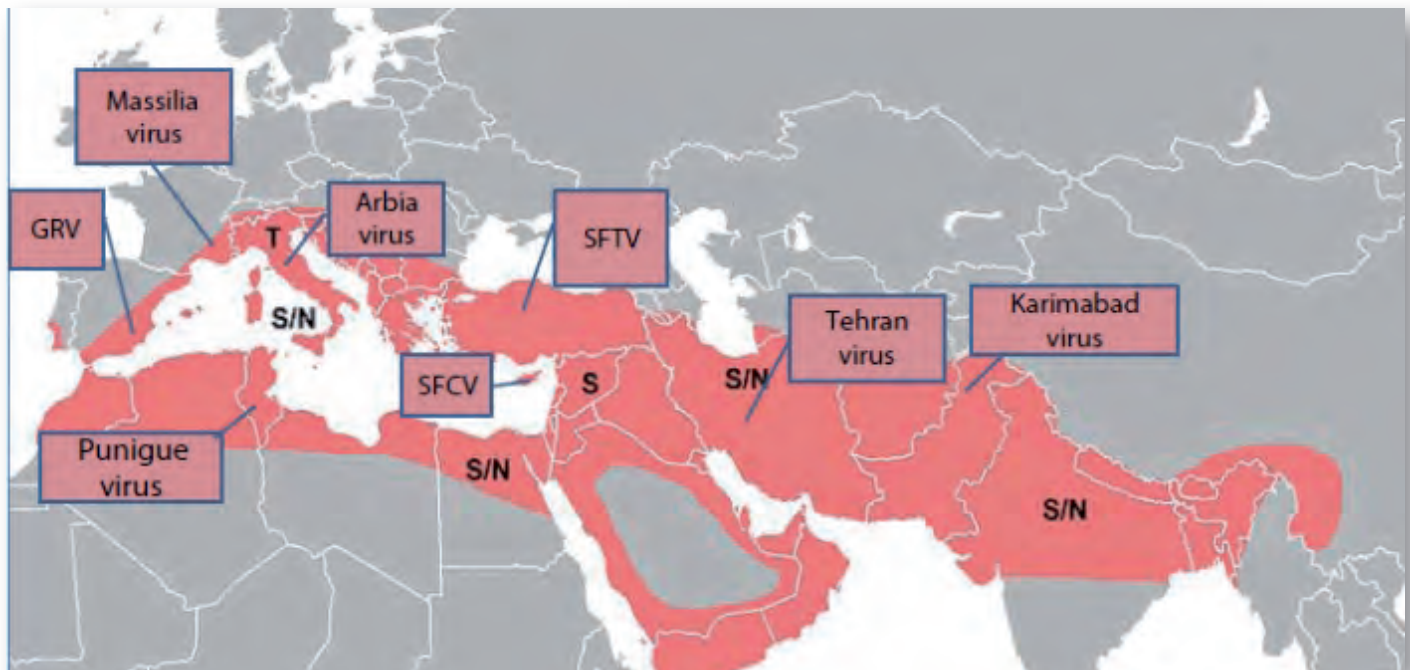 Massilia
virus
GRV
Arbia
virus
SFTV
T
S/N
Tehran
virus
Karimabad
virus
SFCV
S
S/N
Punigue
virus
S/N
S/N